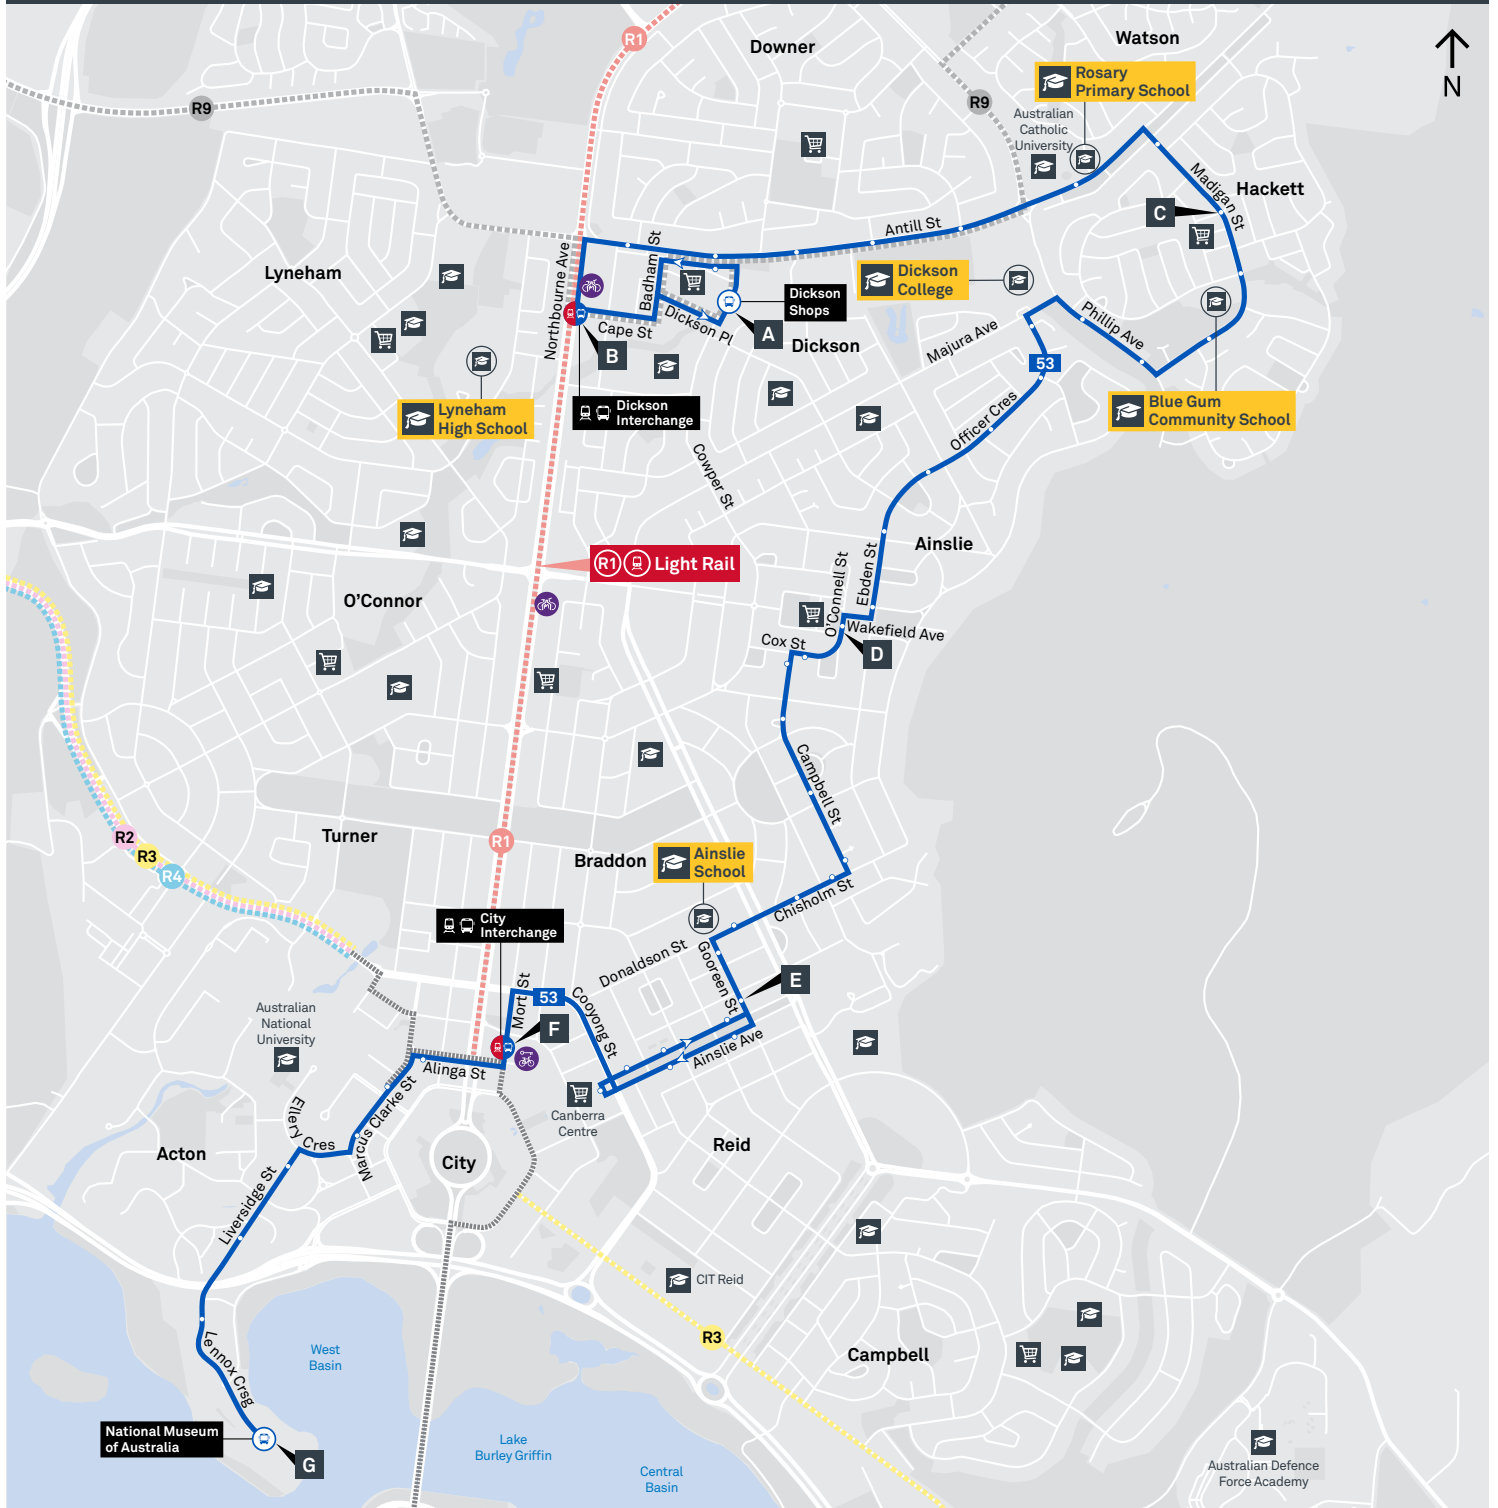 R1
Downer
Watson
N
Rosary
Primary School
R9
R9
Australian
Catholic
University
Madigan St
Hackett
C
Antill St
Badham St
Northbourne Ave
Lyneham
Dickson
College
Dickson
Shops
Dickson Pl
A
Cape St
B
Dickson
Majura Ave
Phillip Ave
53
Lyneham
High School
Dickson
Interchange
Blue Gum
Community School
Officer Cres
Cowper St
Ainslie
R1
Light Rail
O'Connell St
Ebden St
O'Connor
Wakefield Ave
Cox St
D
Campbell St
R2
R3
R4
Turner
R1
Braddon
Ainslie
School
Chisholm St
City
Interchange
Donaldson St
Gooreen St
E
Mort St
53
Cooyong St
F
Ainslie Ave
Australian
National
University
Alinga St
Marcus Clarke St
Canberra
Centre
Ellery Cres
Acton
City
Reid
Liversidge St
CIT Reid
R3
Lennox Crsg
West
Basin
Campbell
National Museum
of Australia
G
Lake
Burley Griffin
Central
Basin
Australian Defence
Force Academy